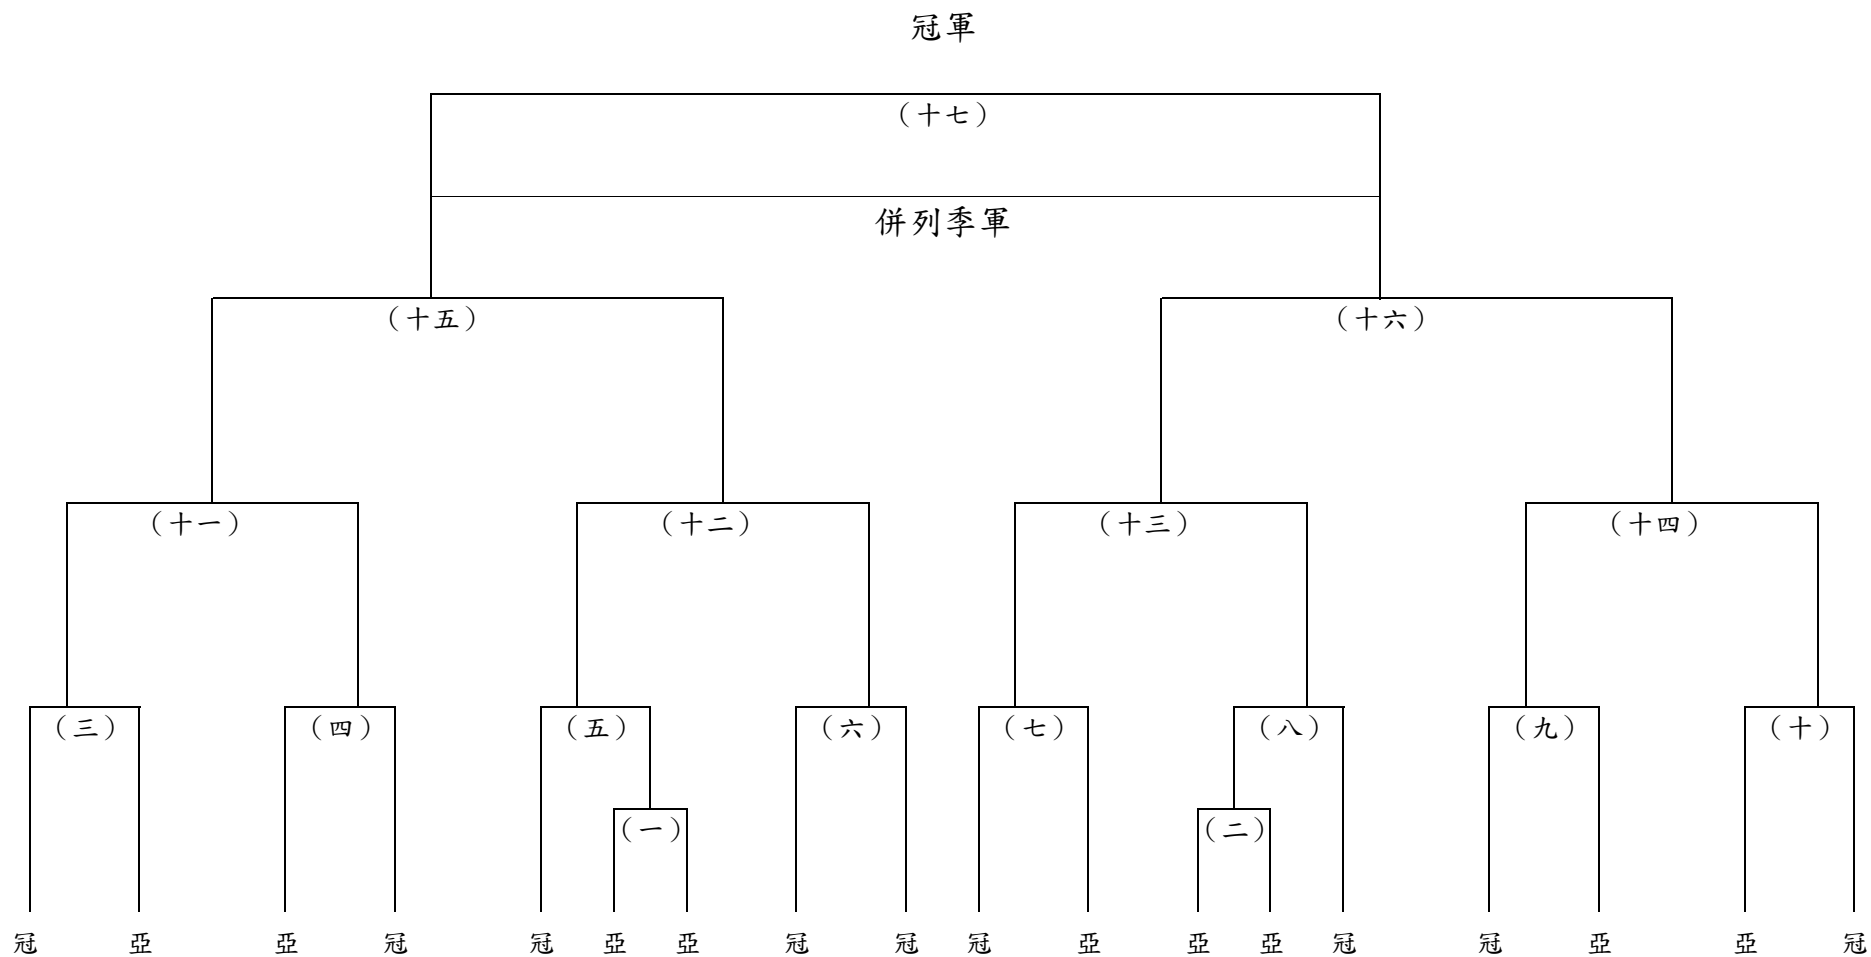 冠軍
（十七）
併列季軍
（十五） （十六）
（十一） （十二） （十三） （十四）
（三） （四） （五） （六） （七） （八） （九） （十）
（一） （二）
冠 亞 亞 冠 冠 亞 亞 冠 冠 冠 亞 亞 亞 冠 冠 亞 亞 冠